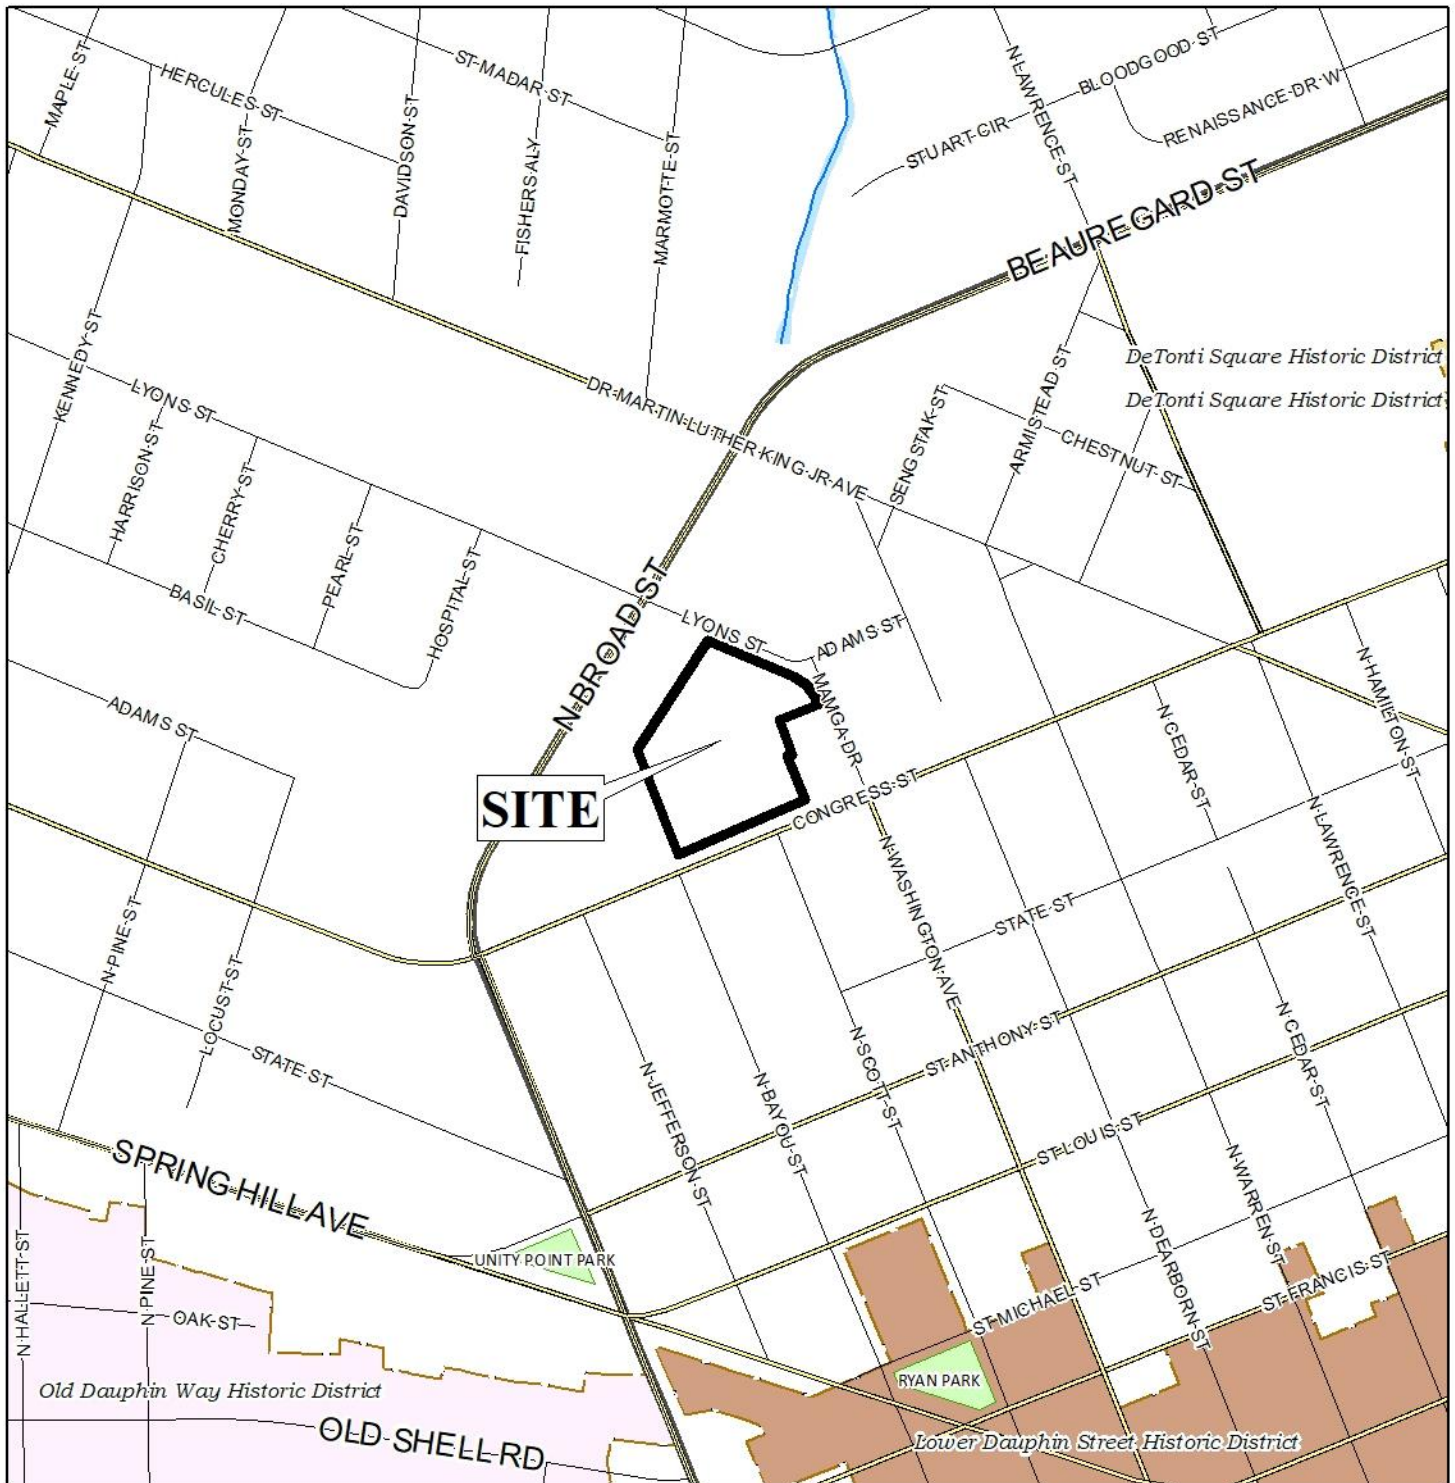 MAPLE ST
HERCULES ST
MONDAY ST
DAVIDSON ST
ST MADAR ST
FISHERS ALY
MARMOTTE ST
N LAWRENCE ST
BLOODGOOD ST
STUART CIR
RENAISSANCE DR W
BEAUREGARD ST
KENNEDY ST
LYONS ST
HARRISON ST
CHERRY ST
PEARL ST
HOSPITAL ST
BASIL ST
DR MARTIN LUTHER KING JR AVE
SENGSTAK ST
ARMISTEAD ST
CHESTNUT ST
DeTonti Square Historic District
DeTonti Square Historic District
N BROAD ST
LYONS ST
ADAMS ST
MAMGA DR
ADAMS ST
SITE
CONGRESS ST
N CEDAR ST
N HAMILTON ST
N LAWRENCE ST
N WASHINGTON AVE
STATE ST
N PINE ST
LOCUST ST
STATE ST
N JEFFERSON ST
N BAYOU ST
N SCOTT ST
ST ANTHONY ST
N CEDAR ST
ST LOUIS ST
SPRING HILL AVE
N WARREN ST
N DEARBORN ST
N HALLETT ST
N PINE ST
OAK ST
UNITY POINT PARK
ST MICHAEL ST
ST FRANCIS ST
RYAN PARK
Old Dauphin Way Historic District
OLD SHELL RD
Lower Dauphin Street Historic District